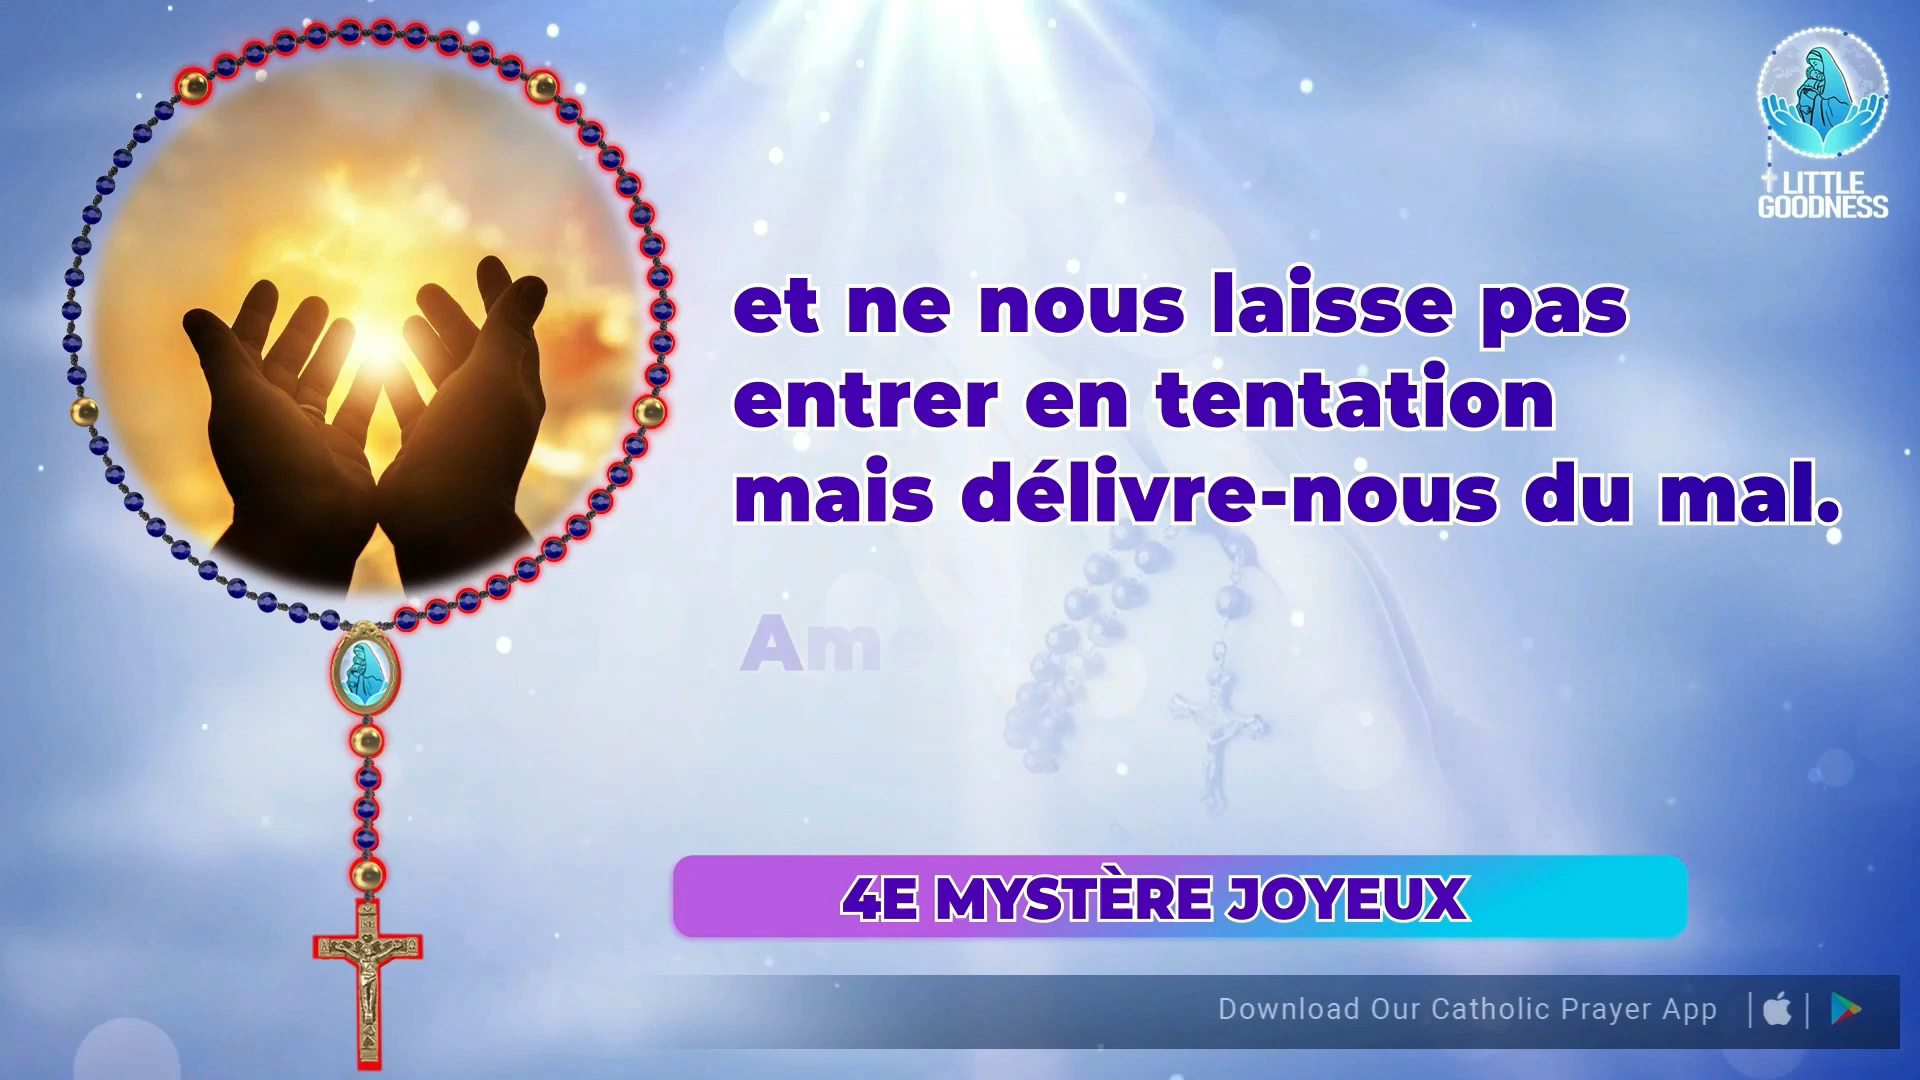 LITTLE
GOODNESS
et ne nous laisse pas
entrer en tentation
mais délivre-nous du mal.
Ame
4E MYSTÈRE JOYEUX
Download Our Catholic Prayer App